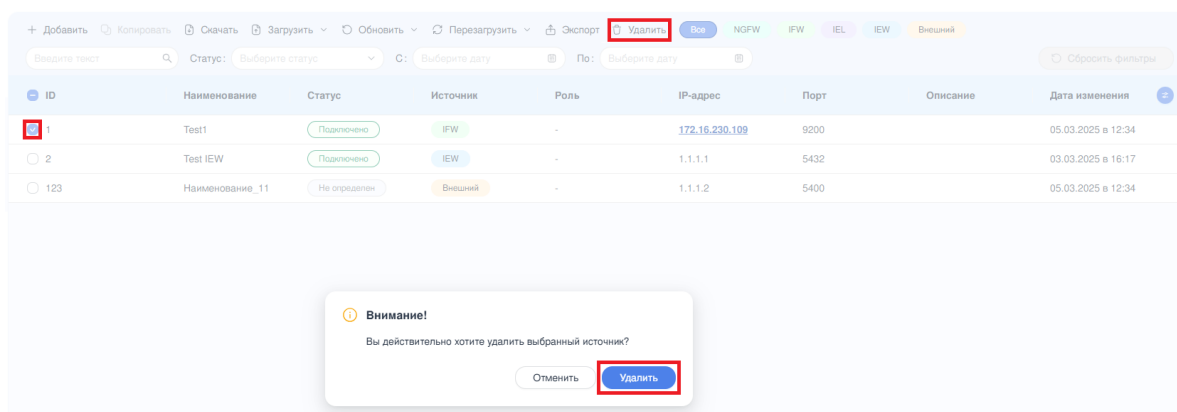 Добавить Копировать Скачать Загрузить Обновить Перезагрузить Экспорт Удалить Все NGFW IFW IEL IEW Внешний
Введите текст Статус: Выберите статус С: Выберите дату По: Выберите дату Сбросить фильтры
ID Наименование Статус Источник Роль IP-адрес Порт Описание Дата изменения
1 Test1 Подключено IFW - 172.16.230.109 9200 05.03.2025 в 12:34
2 Test IEW Подключено IEW - 1.1.1.1 5432 03.03.2025 в 16:17
123 Наименование_11 Не определен Внешний - 1.1.1.2 5400 05.03.2025 в 12:34
Внимание!
Вы действительно хотите удалить выбранный источник?
Отменить Удалить